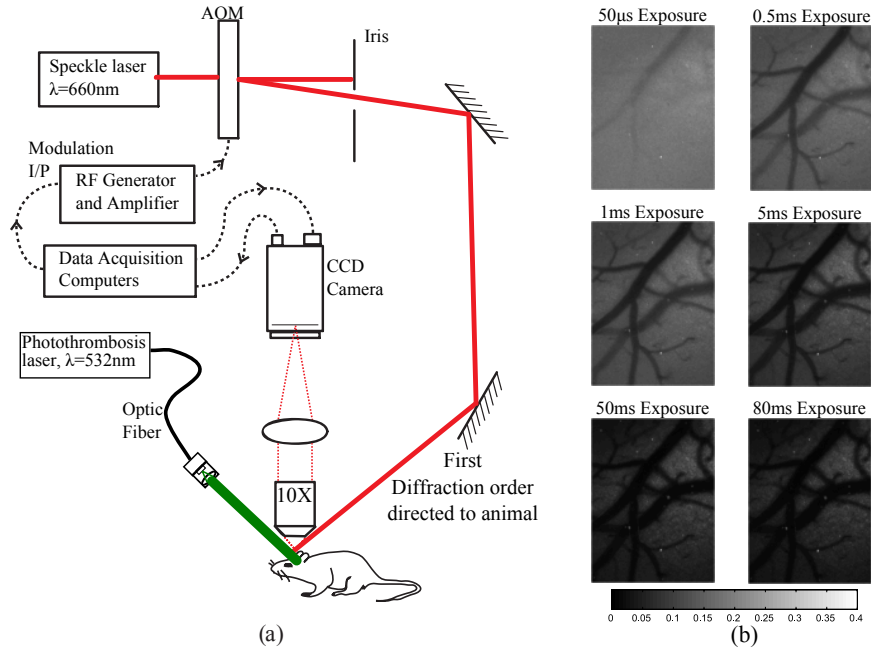 AOM
Iris
Speckle laser
λ=660nm
Modulation
I/P
RF Generator
and Amplifier
Data Acquisition
Computers
CCD
Camera
Photothrombosis
laser, λ=532nm
Optic
Fiber
10X
First
Diffraction order
directed to animal
(a)
50µs Exposure
0.5ms Exposure
1ms Exposure
5ms Exposure
50ms Exposure
80ms Exposure
0 0.05 0.1 0.15 0.2 0.25 0.3 0.35 0.4
(b)